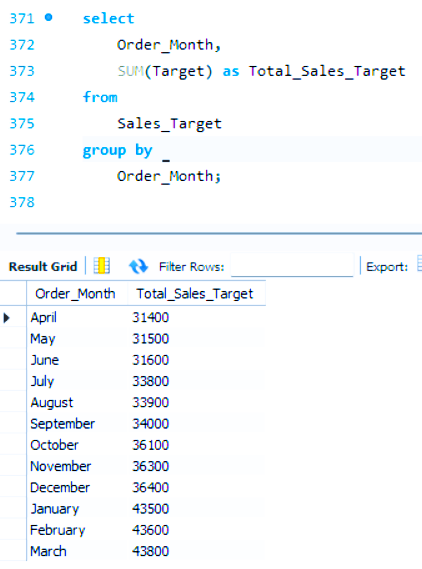 371 select
372 Order_Month,
373 SUM(Target) as Total_Sales_Target
374 from
375 Sales_Target
376 group by
377 Order_Month;
378
Result Grid Filter Rows: Export:
Order_Month Total_Sales_Target
April 31400
May 31500
June 31600
July 33800
August 33900
September 34000
October 36100
November 36300
December 36400
January 43500
February 43600
March 43800